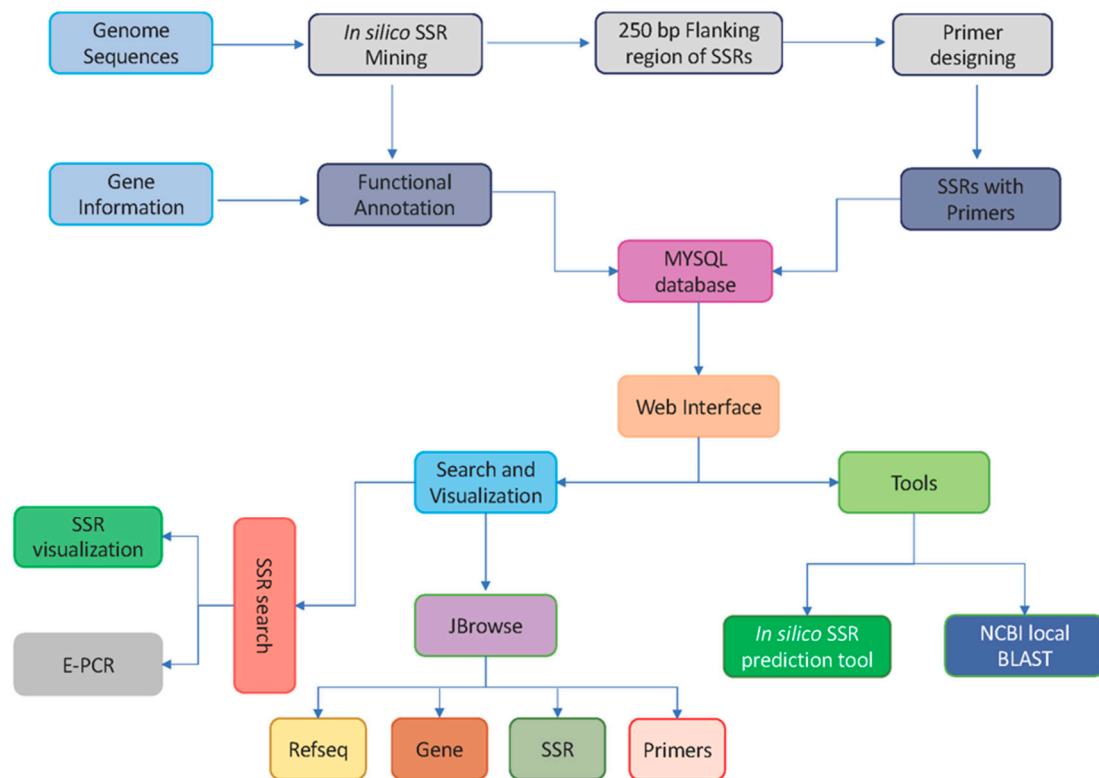 Genome
Sequences
In silico SSR
Mining
250 bp Flanking
region of SSRs
Primer
designing
Gene
Information
Functional
Annotation
SSRs with
Primers
MYSQL
database
Web Interface
Search and
Visualization
Tools
SSR
visualization
SSR search
E-PCR
JBrowse
In silico SSR
prediction tool
NCBI local
BLAST
Refseq
Gene
SSR
Primers